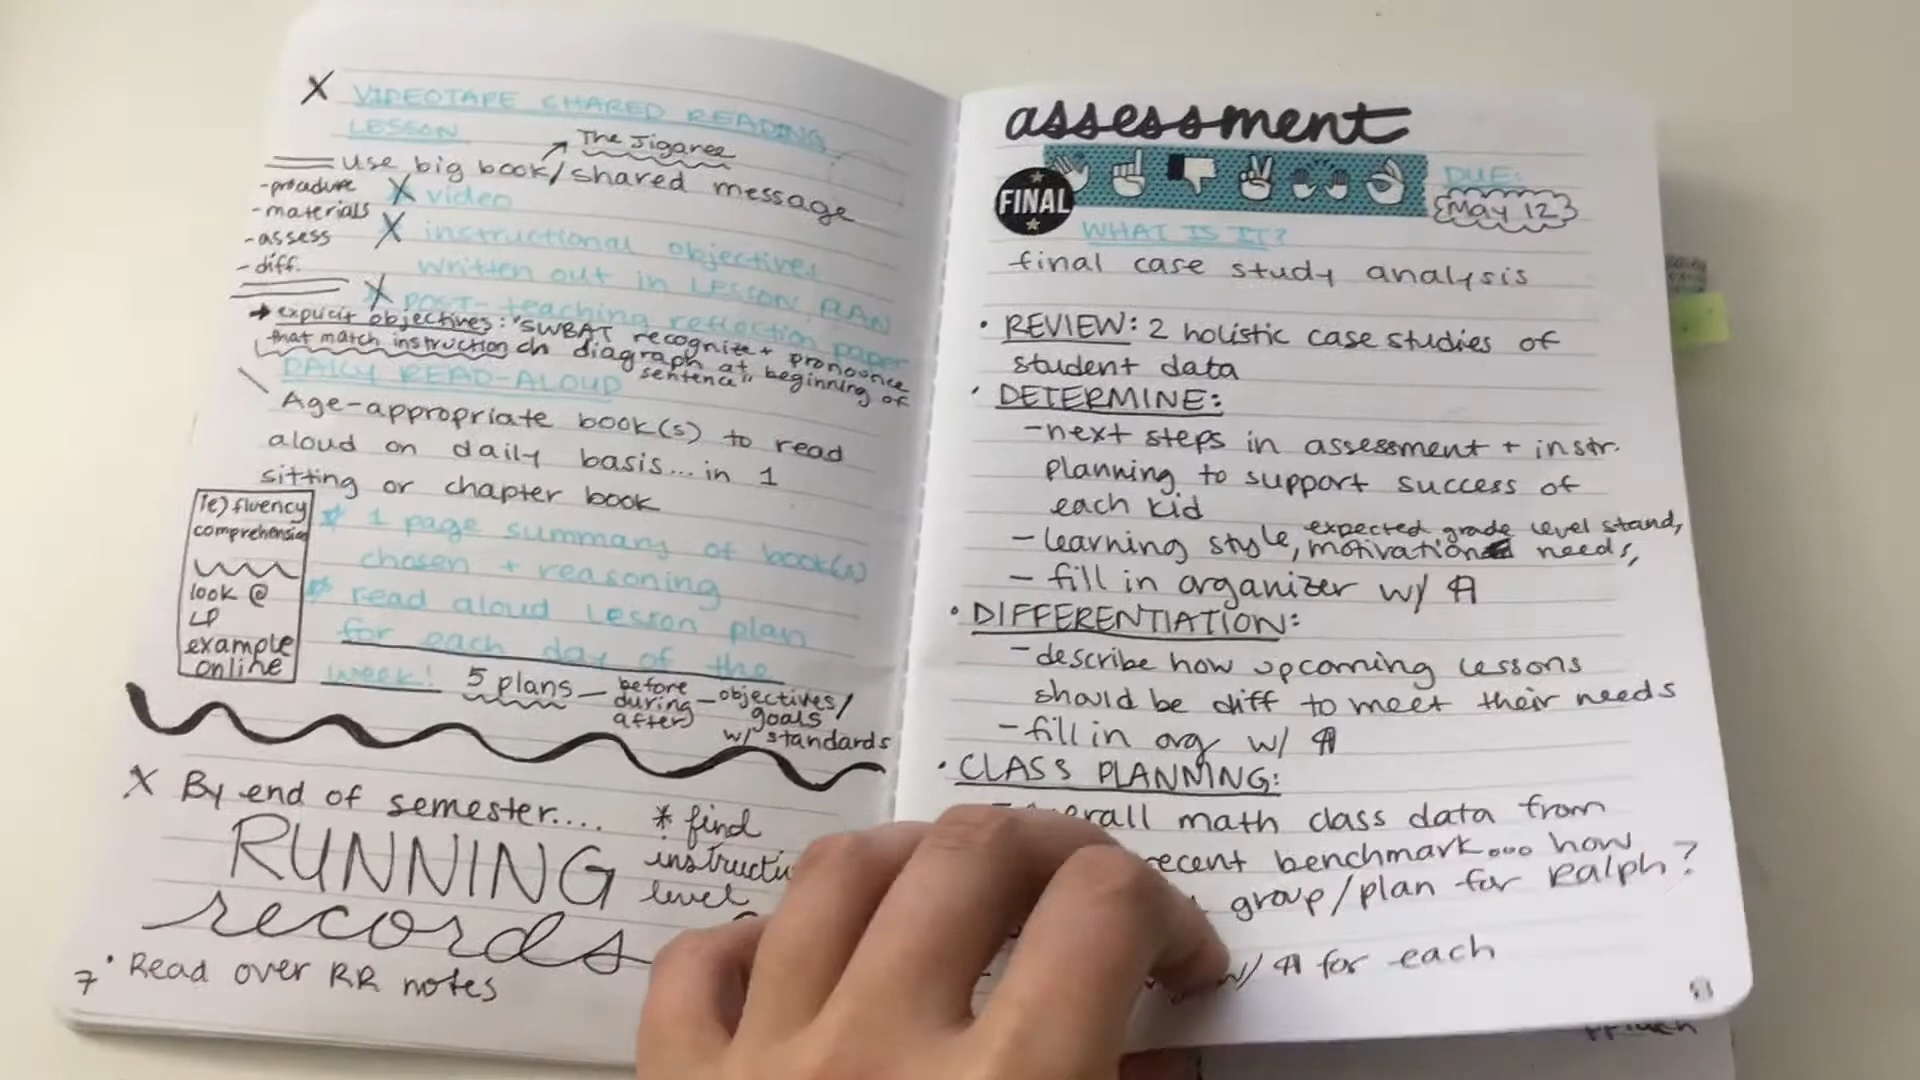 X VIDEOTAPE SHARED READING
LESSON
The Jigaree
use big book/shared message
-procedure
-materials
-assess
-diff.
X video
X instructional objectives
written out in LESSON PLAN
X POST-teaching reflection paper
→ explicit objectives: "SWBAT recognize + pronounce
that match instruction ch diagraph at beginning of
sentence"
DAILY READ-ALOUD
Age-appropriate book(s) to read
aloud on daily basis... in 1
sitting or chapter book
ie) fluency
comprehension
look @
LP
example
online
1 page summary of book(s)
chosen + reasoning
read aloud lesson plan
for each day of the
week! 5 plans - before
during
after
- objectives/
goals
w/ standards
X By end of semester....
RUNNING
records
* find
level
• Read over RR notes
7
assessment
FINAL
DUE:
May 12
WHAT IS IT?
final case study analysis
• REVIEW: 2 holistic case studies of
student data
• DETERMINE:
-next steps in assessment + instr.
planning to support success of
each kid
expected grade level stand,
- learning style, motivation needs,
- fill in organizer w/
• DIFFERENTIATION:
-describe how upcoming lessons
should be diff to meet their needs
-fill in org w/
• CLASS PLANNING:
math class data from
benchmark... how
group/plan for Ralph?
w/ for each